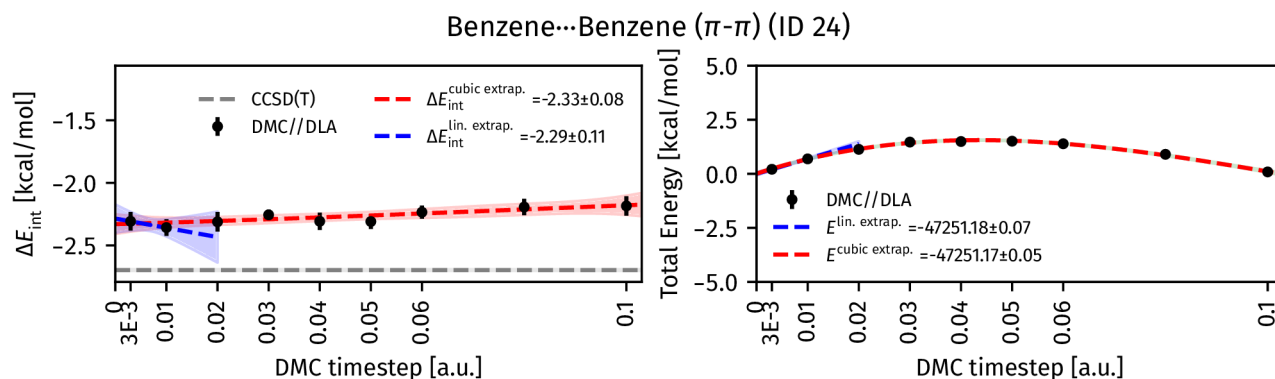 Benzene···Benzene (π-π) (ID 24)
ΔE_int [kcal/mol]
−1.5
−2.0
−2.5
CCSD(T)
DMC//DLA
ΔE_int^cubic extrap. =-2.33±0.08
ΔE_int^lin. extrap. =-2.29±0.11
0
3E-3
0.01
0.02
0.03
0.04
0.05
0.06
0.1
DMC timestep [a.u.]
Total Energy [kcal/mol]
5.0
2.5
0.0
−2.5
−5.0
DMC//DLA
E^lin. extrap. =-47251.18±0.07
E^cubic extrap. =-47251.17±0.05
0
3E-3
0.01
0.02
0.03
0.04
0.05
0.06
0.1
DMC timestep [a.u.]